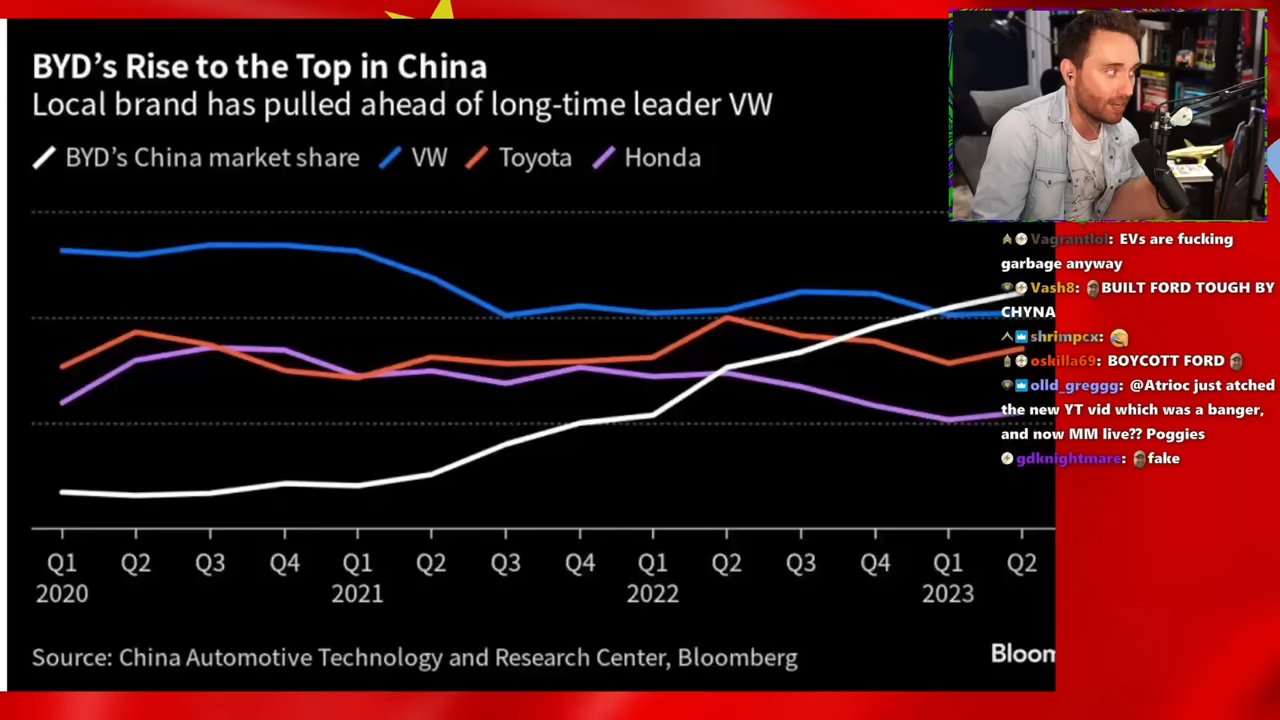 BYD's Rise to the Top in China
Local brand has pulled ahead of long-time leader VW
BYD's China market share VW Toyota Honda
Q1 Q2 Q3 Q4 Q1 Q2 Q3 Q4 Q1 Q2 Q3 Q4 Q1 Q2
2020 2021 2022 2023
Source: China Automotive Technology and Research Center, Bloomberg
Bloom
Vagrantlol: EVs are fucking
garbage anyway
Vash8: BUILT FORD TOUGH BY
CHYNA
shrimpcx:
oskilla69: BOYCOTT FORD
olld_greggg: @Atrioc just atched
the new YT vid which was a banger,
and now MM live?? Poggies
gdknightmare: fake